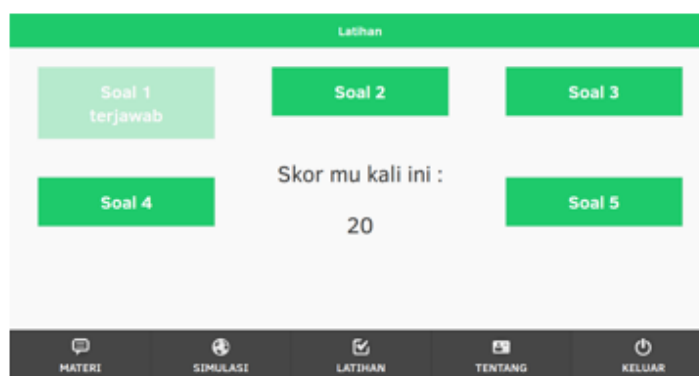 Latihan
Soal 1
terjawab
Soal 2
Soal 3
Skor mu kali ini :
Soal 4
20
Soal 5
MATERI
SIMULASI
LATIHAN
TENTANG
KELUAR